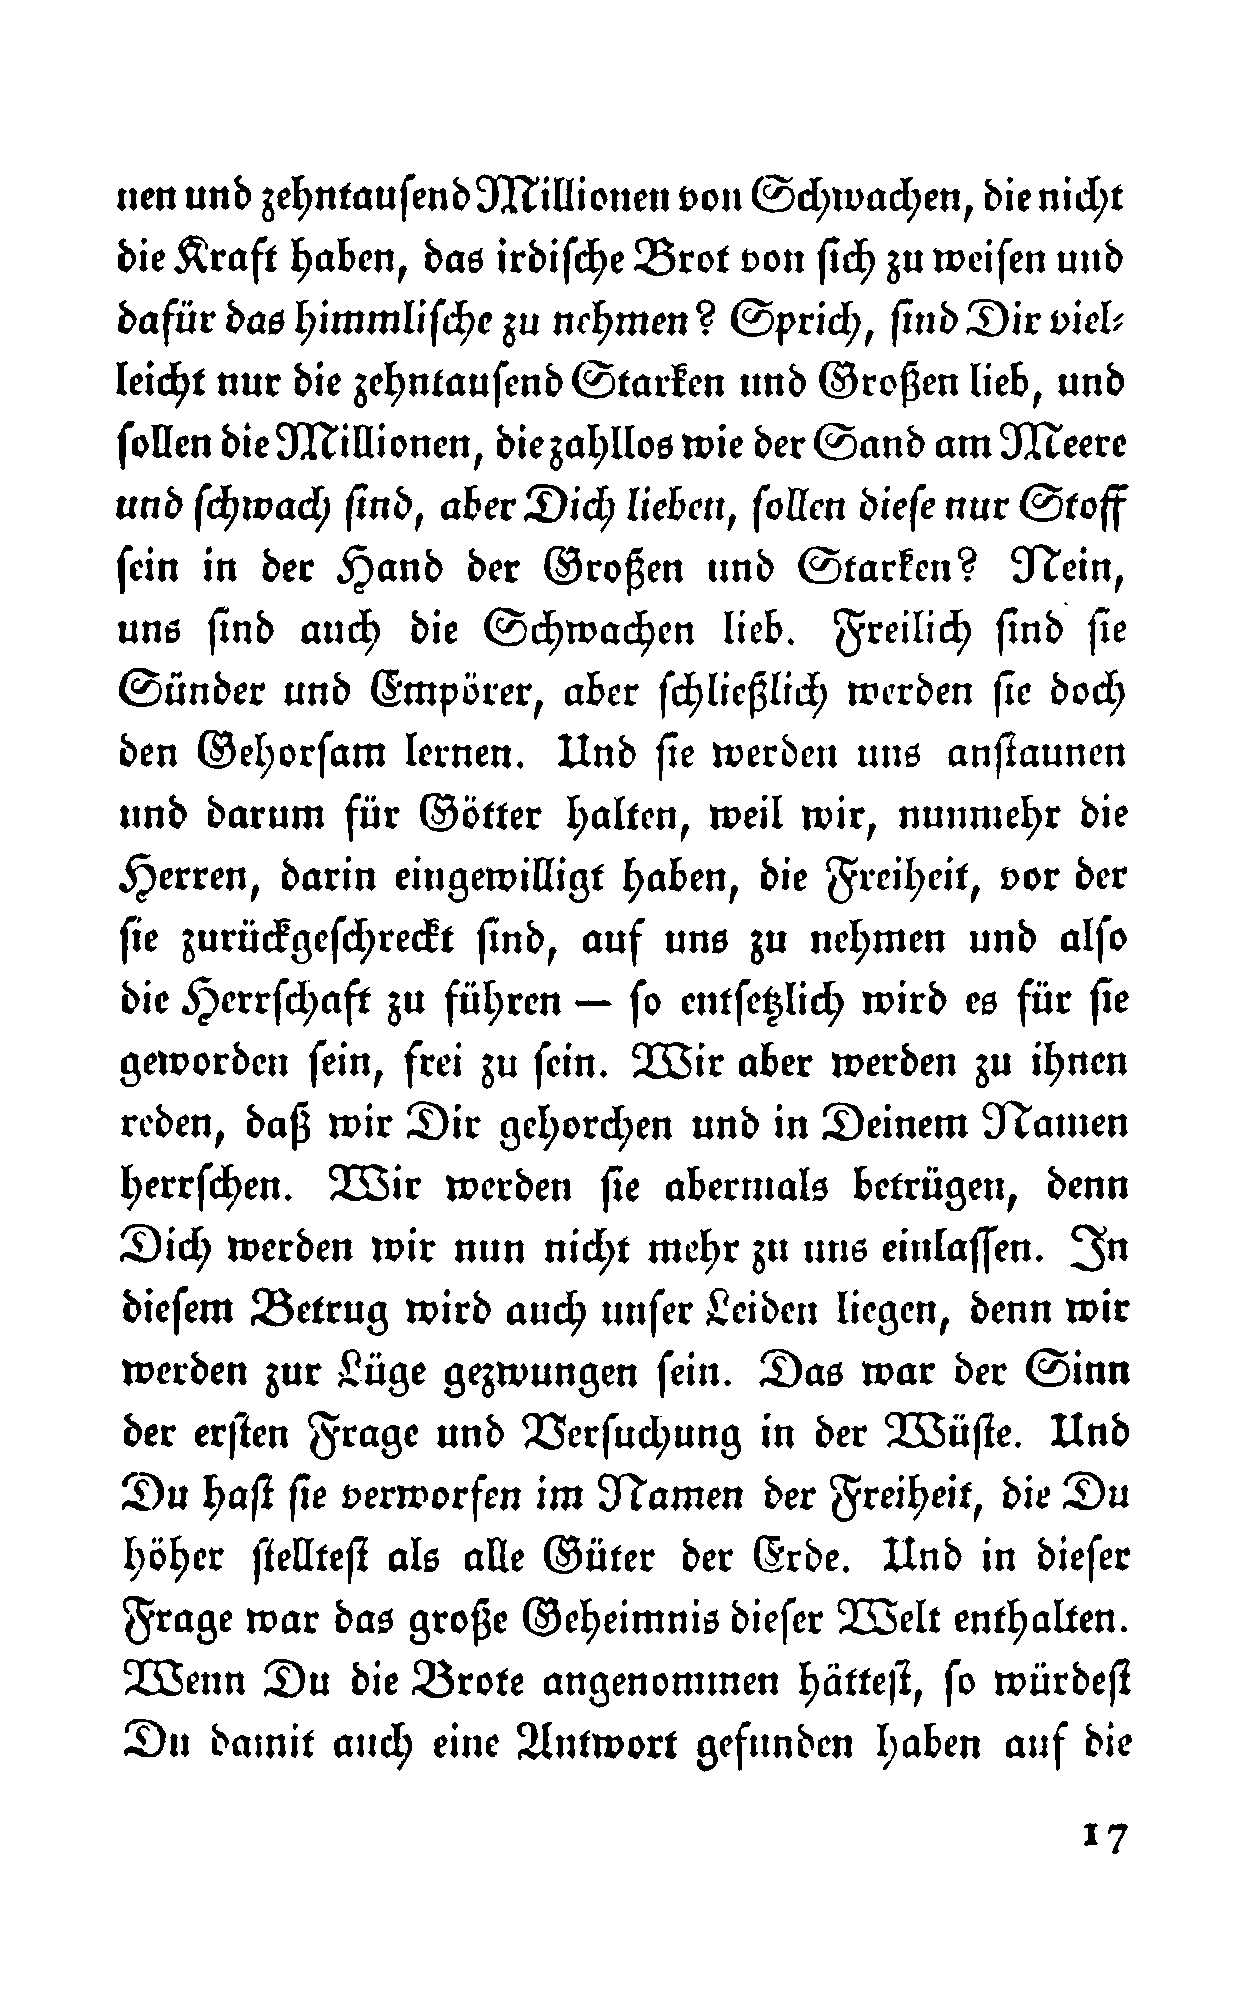 nen und zehntausend Millionen von Schwachen, die nicht
die Kraft haben, das irdische Brot von sich zu weisen und
dafür das himmlische zu nehmen? Sprich, sind Dir viel-
leicht nur die zehntausend Starken und Großen lieb, und
sollen die Millionen, die zahllos wie der Sand am Meere
und schwach sind, aber Dich lieben, sollen diese nur Stoff
sein in der Hand der Großen und Starken? Nein,
uns sind auch die Schwachen lieb. Freilich sind sie
Sünder und Empörer, aber schließlich werden sie doch
den Gehorsam lernen. Und sie werden uns anstaunen
und darum für Götter halten, weil wir, nunmehr die
Herren, darin eingewilligt haben, die Freiheit, vor der
sie zurückgeschreckt sind, auf uns zu nehmen und also
die Herrschaft zu führen — so entsetzlich wird es für sie
geworden sein, frei zu sein. Wir aber werden zu ihnen
reden, daß wir Dir gehorchen und in Deinem Namen
herrschen. Wir werden sie abermals betrügen, denn
Dich werden wir nun nicht mehr zu uns einlassen. In
diesem Betrug wird auch unser Leiden liegen, denn wir
werden zur Lüge gezwungen sein. Das war der Sinn
der ersten Frage und Versuchung in der Wüste. Und
Du hast sie verworfen im Namen der Freiheit, die Du
höher stelltest als alle Güter der Erde. Und in dieser
Frage war das große Geheimnis dieser Welt enthalten.
Wenn Du die Brote angenommen hättest, so würdest
Du damit auch eine Antwort gefunden haben auf die
17